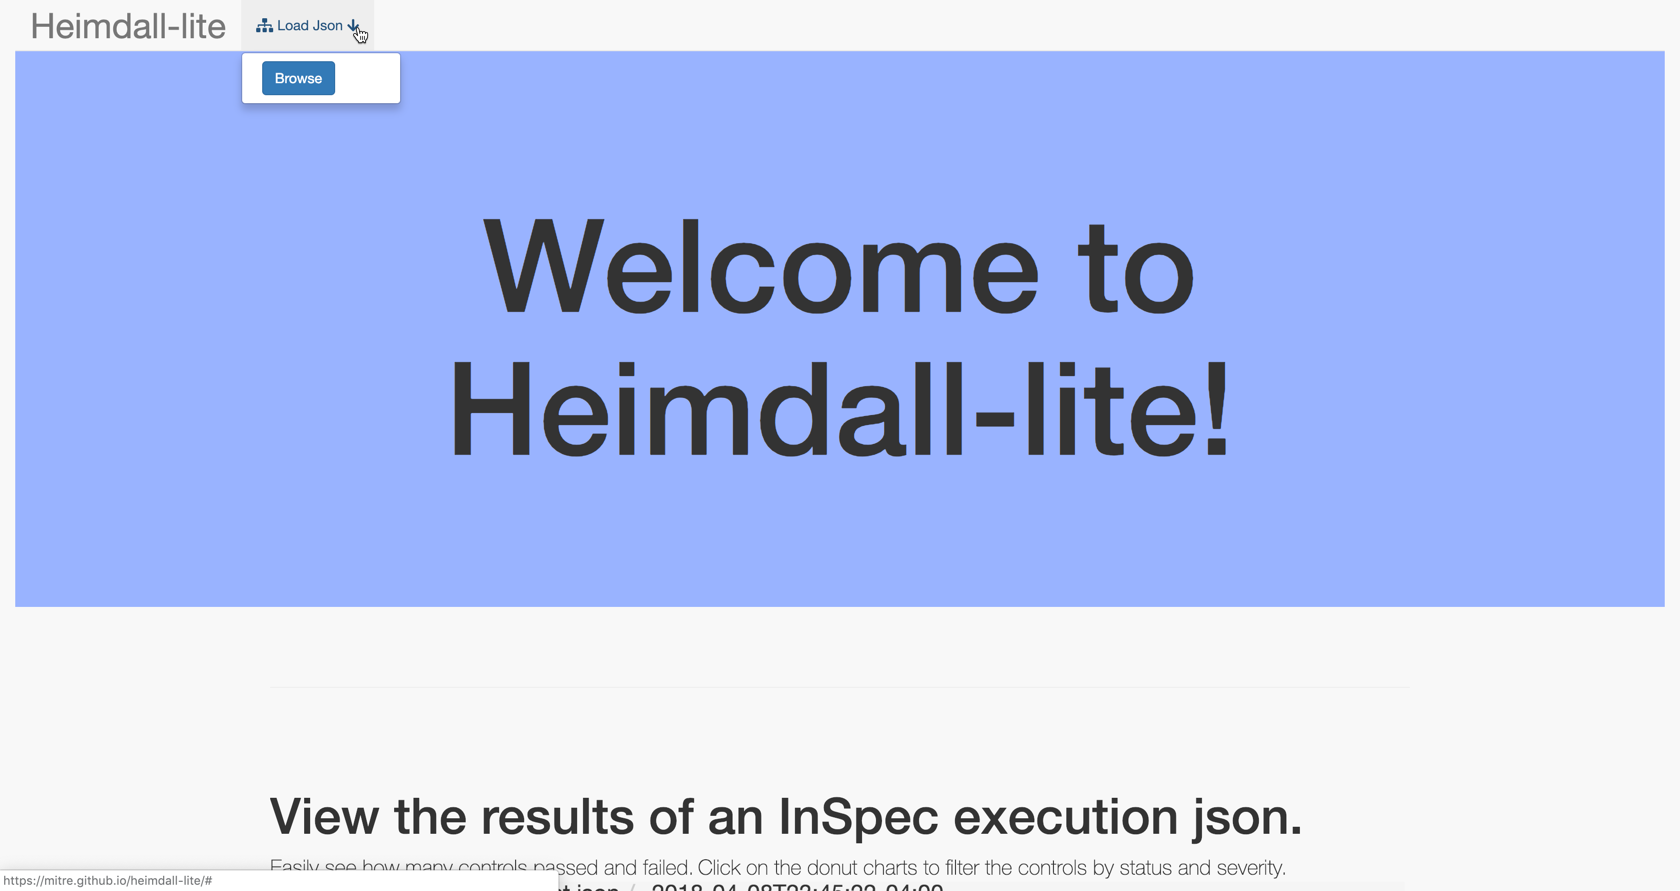 Heimdall-lite
Load Json
Browse
Welcome to
Heimdall-lite!
View the results of an InSpec execution json.
Easily see how many controls passed and failed. Click on the donut charts to filter the controls by status and severity.
https://mitre.github.io/heimdall-lite/#
json / 2018-04-08T23:45:22-04:00